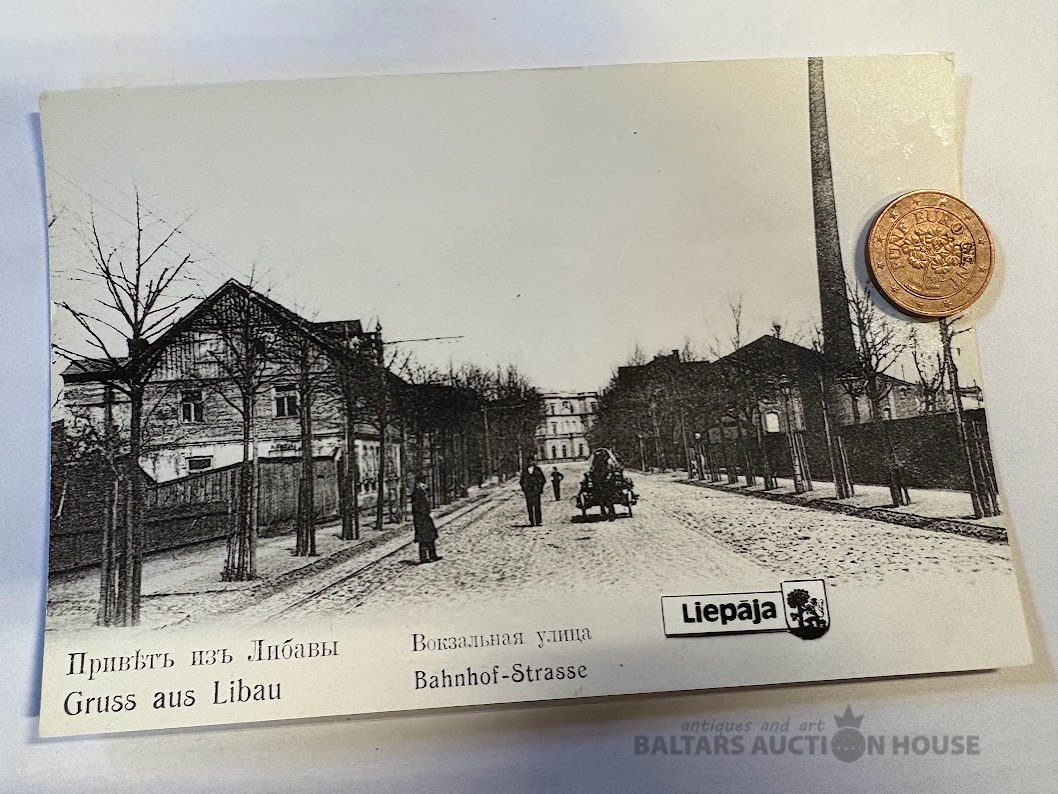 FÜNF EURO CENT
Liepāja
Привѣтъ изъ Либавы
Gruss aus Libau
Вокзальная улица
Bahnhof-Strasse
antiques and art
BALTARS AUCTION HOUSE